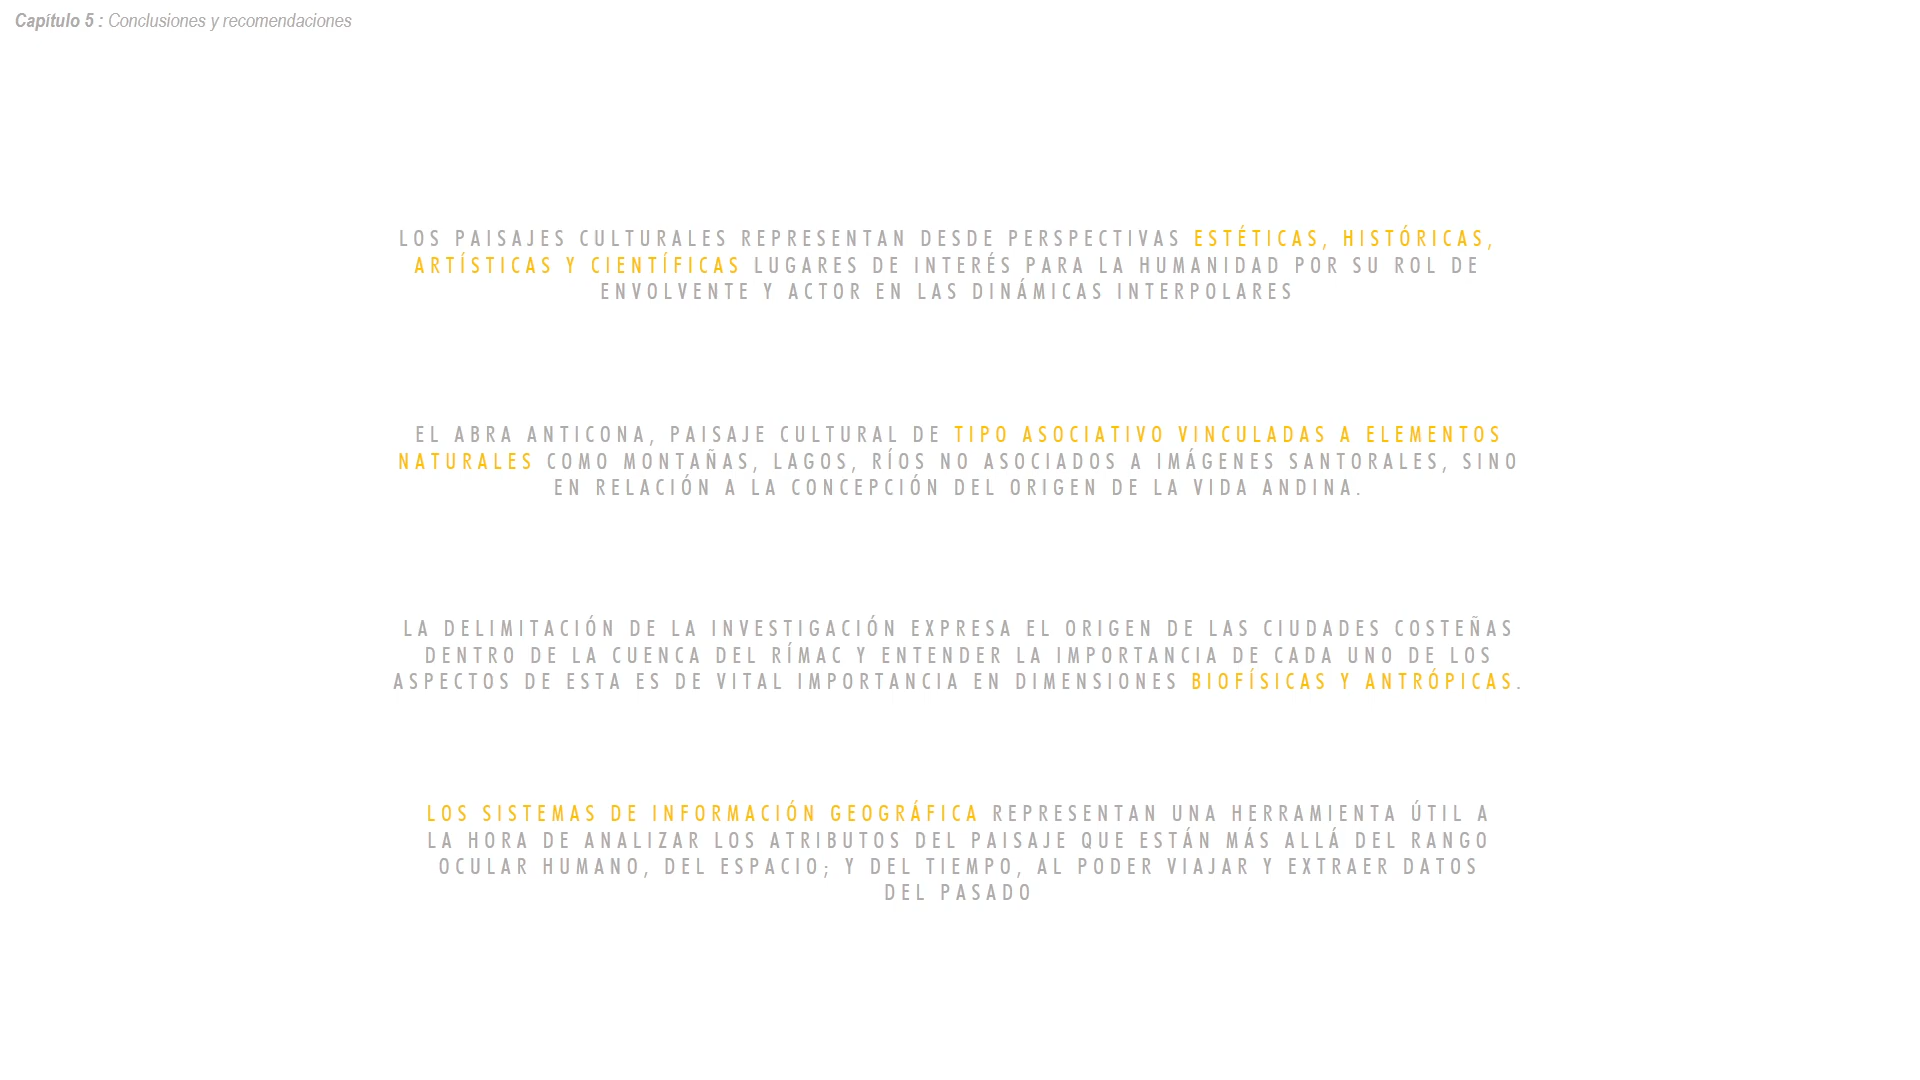 Capítulo 5 : Conclusiones y recomendaciones
LOS PAISAJES CULTURALES REPRESENTAN DESDE PERSPECTIVAS ESTÉTICAS, HISTÓRICAS,
ARTÍSTICAS Y CIENTÍFICAS LUGARES DE INTERÉS PARA LA HUMANIDAD POR SU ROL DE
ENVOLVENTE Y ACTOR EN LAS DINÁMICAS INTERPOLARES
EL ABRA ANTICONA, PAISAJE CULTURAL DE TIPO ASOCIATIVO VINCULADAS A ELEMENTOS
NATURALES COMO MONTAÑAS, LAGOS, RÍOS NO ASOCIADOS A IMÁGENES SANTORALES, SINO
EN RELACIÓN A LA CONCEPCIÓN DEL ORIGEN DE LA VIDA ANDINA.
LA DELIMITACIÓN DE LA INVESTIGACIÓN EXPRESA EL ORIGEN DE LAS CIUDADES COSTEÑAS
DENTRO DE LA CUENCA DEL RÍMAC Y ENTENDER LA IMPORTANCIA DE CADA UNO DE LOS
ASPECTOS DE ESTA ES DE VITAL IMPORTANCIA EN DIMENSIONES BIOFÍSICAS Y ANTRÓPICAS.
LOS SISTEMAS DE INFORMACIÓN GEOGRÁFICA REPRESENTAN UNA HERRAMIENTA ÚTIL A
LA HORA DE ANALIZAR LOS ATRIBUTOS DEL PAISAJE QUE ESTÁN MÁS ALLÁ DEL RANGO
OCULAR HUMANO, DEL ESPACIO; Y DEL TIEMPO, AL PODER VIAJAR Y EXTRAER DATOS
DEL PASADO